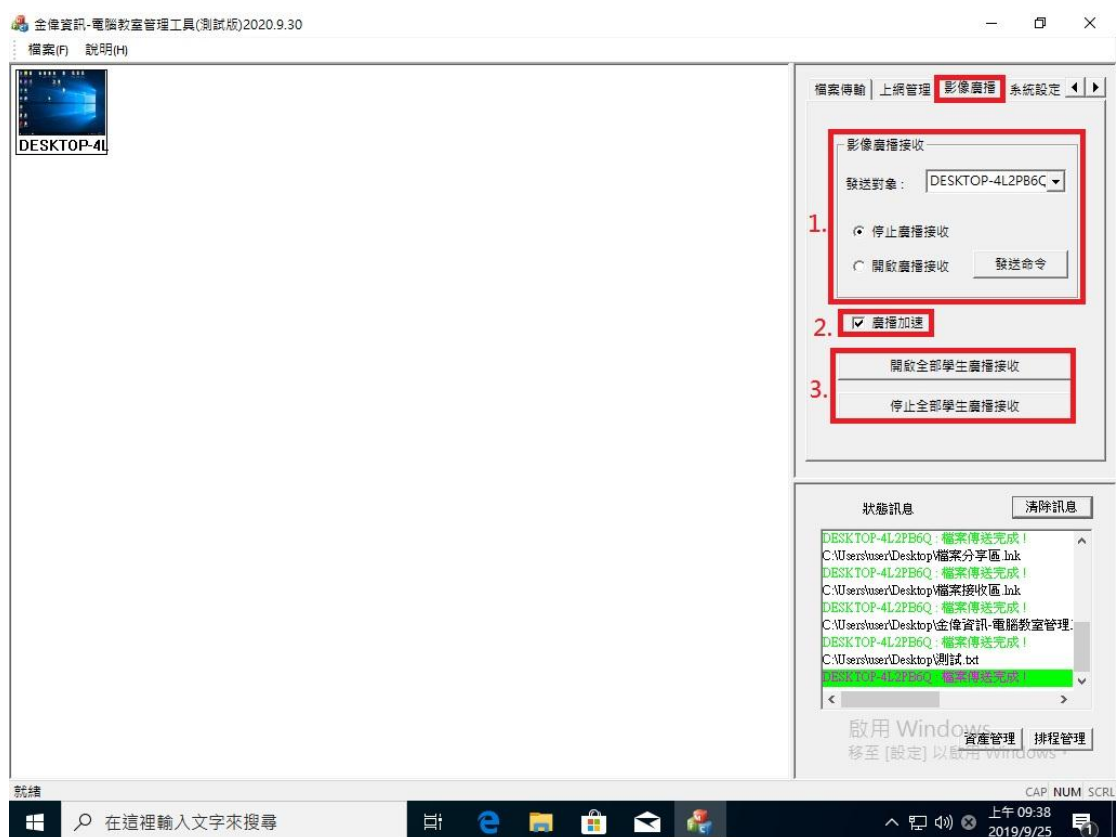 金偉資訊-電腦教室管理工具(測試版)2020.9.30
檔案(F) 說明(H)
DESKTOP-4L
檔案傳輸 上網管理 影像廣播 系統設定
影像廣播接收
發送對象： DESKTOP-4L2PB6Q
1.
停止廣播接收
開啟廣播接收 發送命令
2. 廣播加速
開啟全部學生廣播接收
3.
停止全部學生廣播接收
狀態訊息 清除訊息
DESKTOP-4L2PB6Q : 檔案傳送完成！
C:\Users\user\Desktop\檔案分享區.lnk
DESKTOP-4L2PB6Q : 檔案傳送完成！
C:\Users\user\Desktop\檔案接收區.lnk
DESKTOP-4L2PB6Q : 檔案傳送完成！
C:\Users\user\Desktop\金偉資訊-電腦教室管理.
DESKTOP-4L2PB6Q : 檔案傳送完成！
C:\Users\user\Desktop\測試.txt
DESKTOP-4L2PB6Q : 檔案傳送完成！
啟用 Windows
資產管理 排程管理
移至 [設定] 以啟用 Windows。
就緒 CAP NUM SCRL
在這裡輸入文字來搜尋
上午 09:38
2019/9/25
1